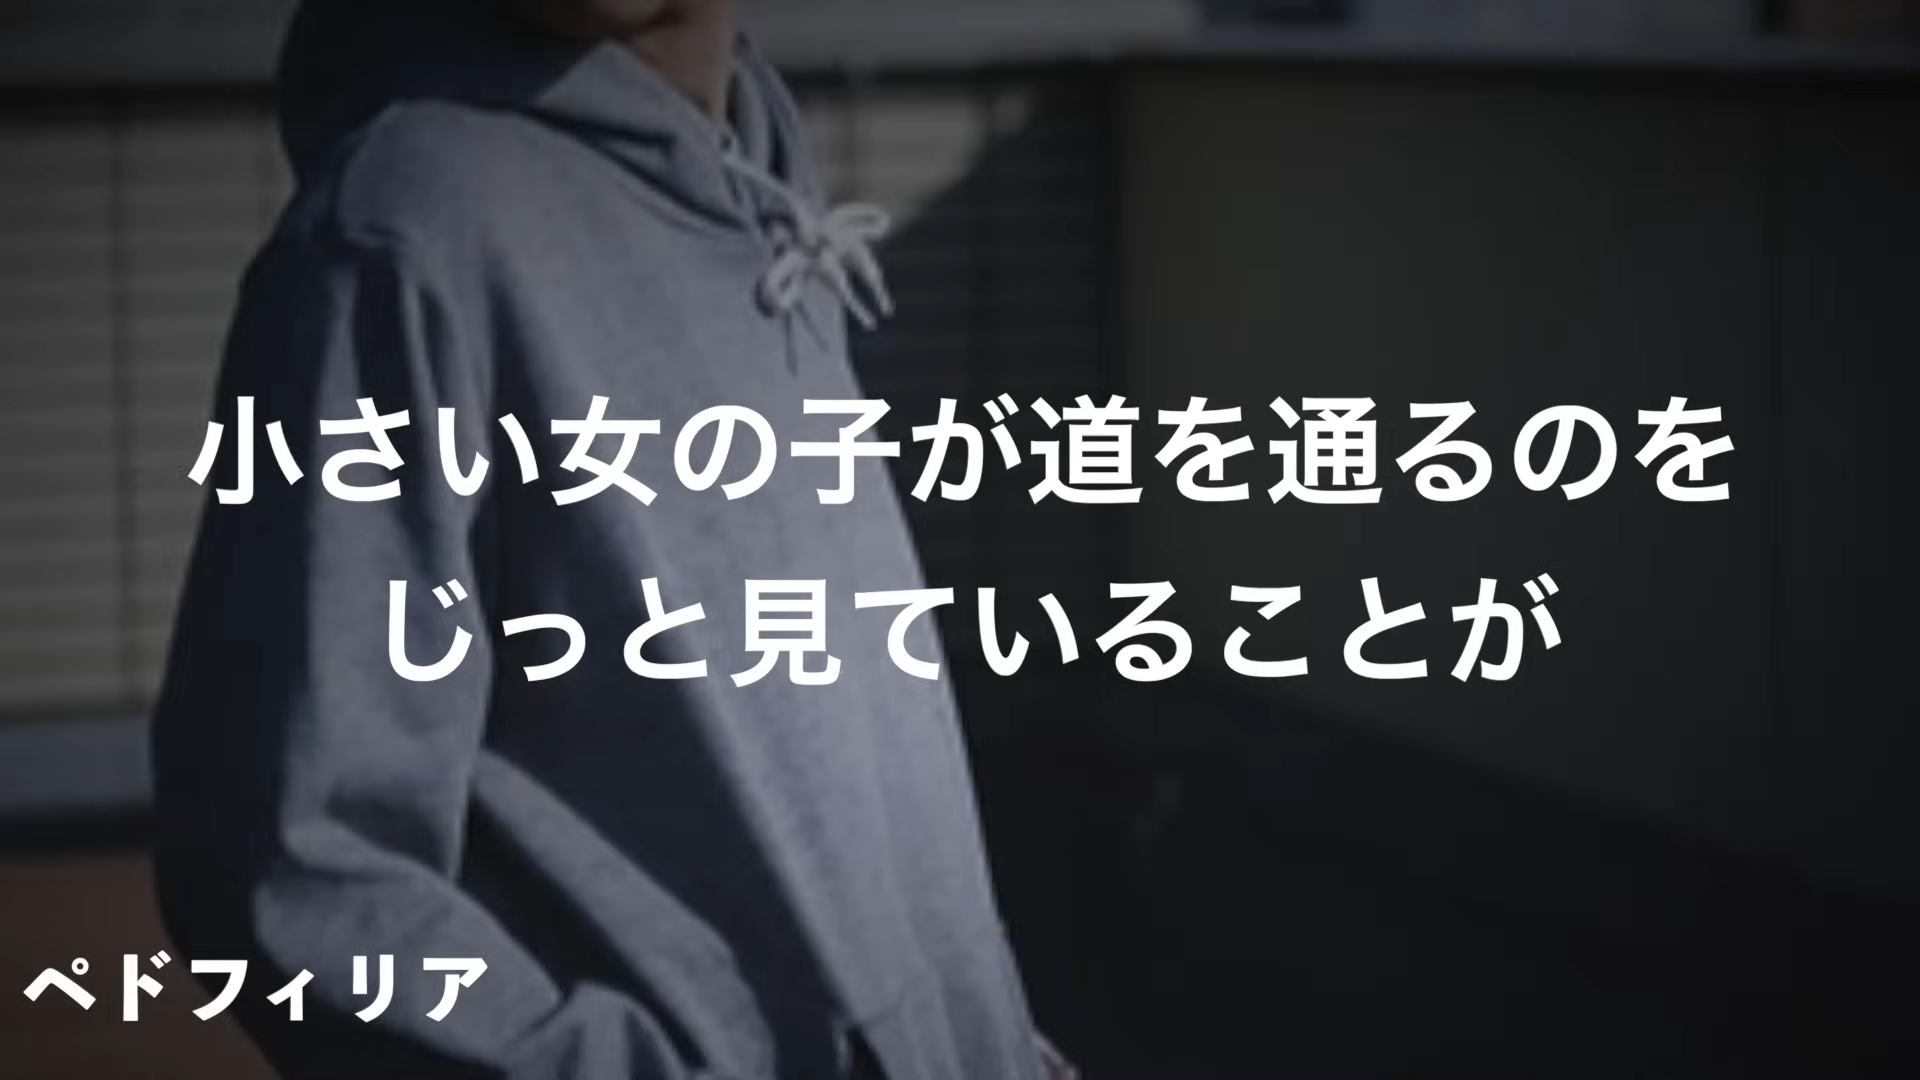 小さい女の子が道を通るのを
じっと見ていることが
ペドフィリア